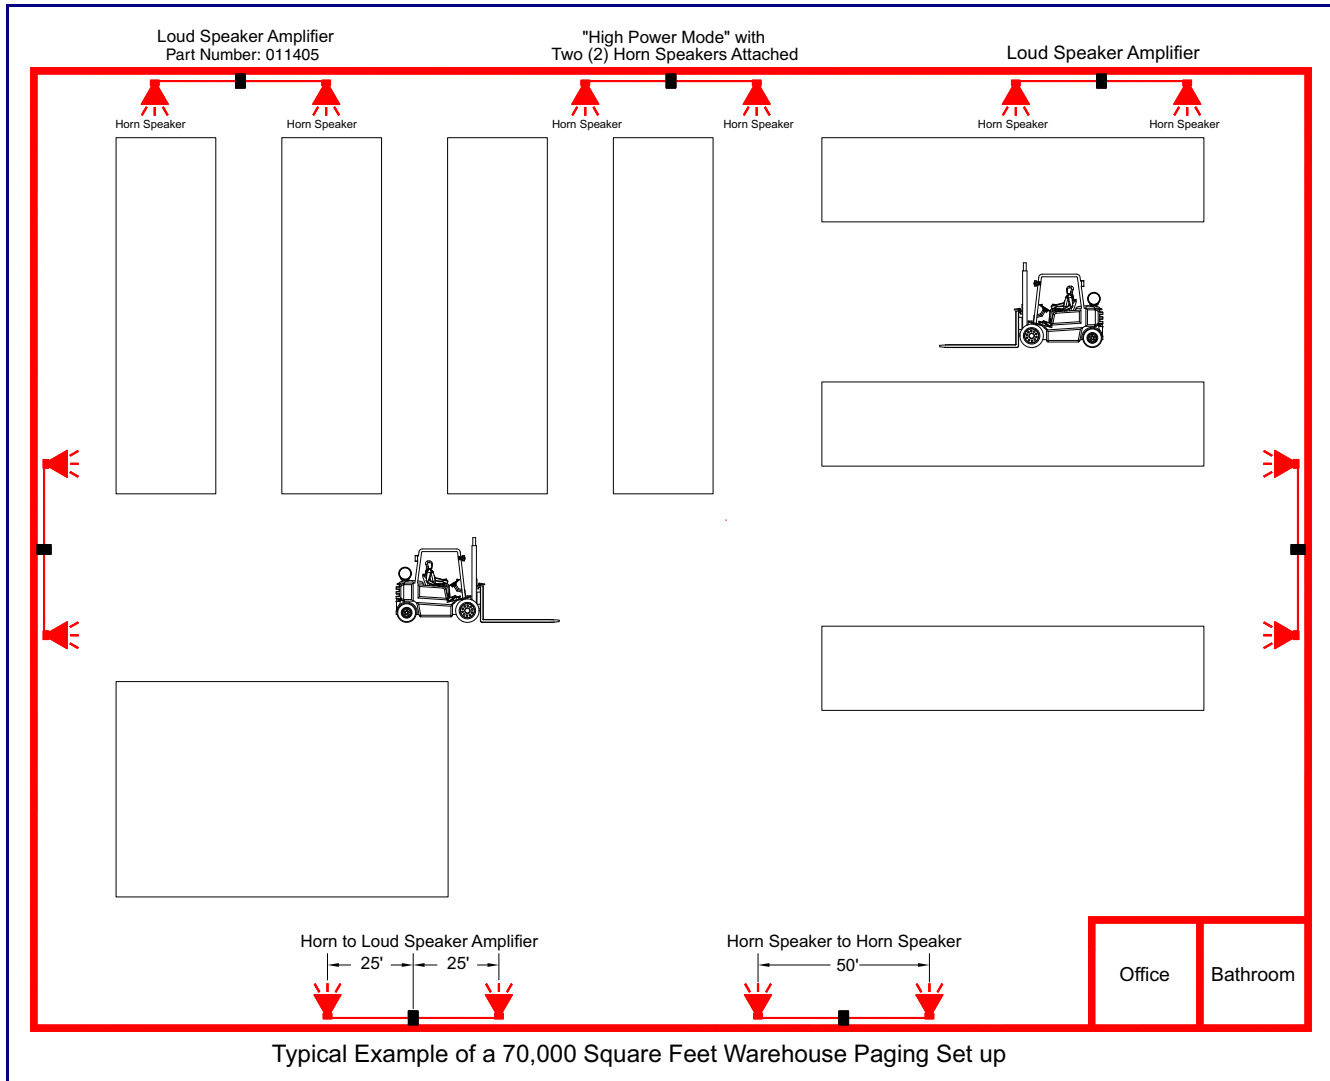 Loud Speaker Amplifier
Part Number: 011405
"High Power Mode" with
Two (2) Horn Speakers Attached
Loud Speaker Amplifier
Horn Speaker
Horn Speaker
Horn Speaker
Horn Speaker
Horn Speaker
Horn Speaker
Horn to Loud Speaker Amplifier
25'
25'
Horn Speaker to Horn Speaker
50'
Office
Bathroom
Typical Example of a 70,000 Square Feet Warehouse Paging Set up